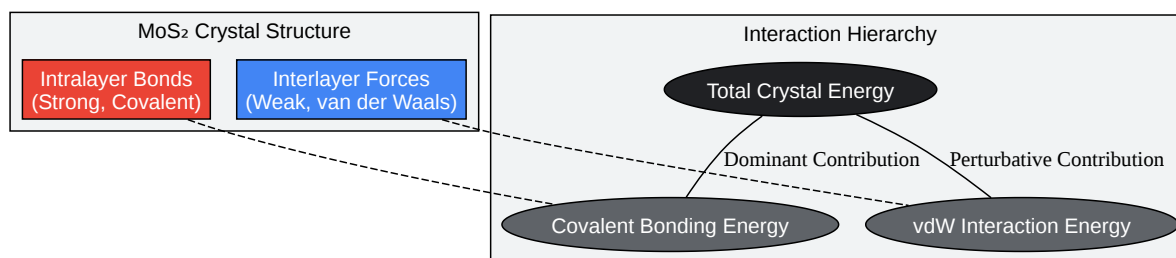 MoS₂ Crystal Structure
Intralayer Bonds
(Strong, Covalent)
Interlayer Forces
(Weak, van der Waals)
Interaction Hierarchy
Total Crystal Energy
Dominant Contribution
Perturbative Contribution
Covalent Bonding Energy
vdW Interaction Energy